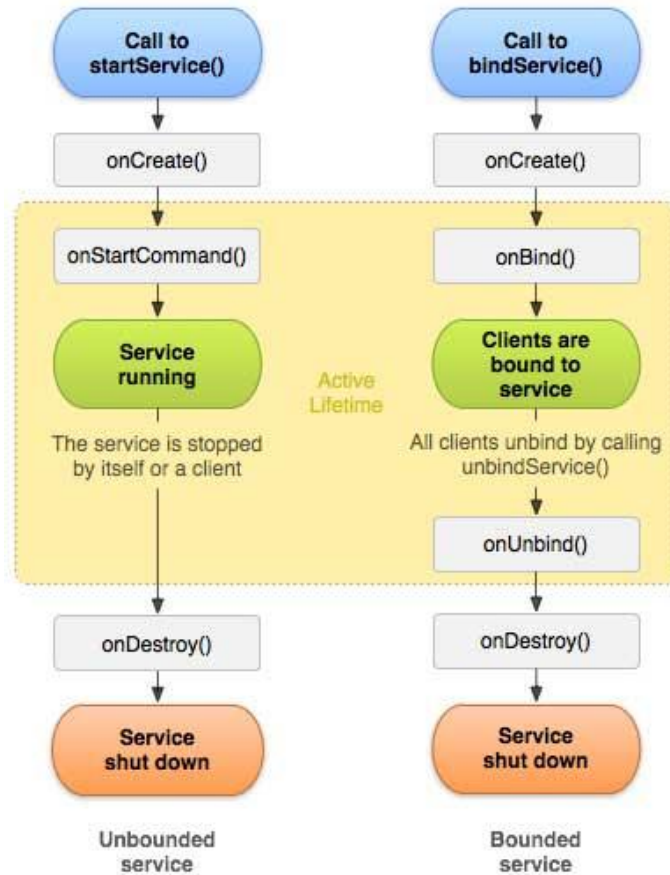 Call to
startService()
onCreate()
onStartCommand()
Service
running
The service is stopped
by itself or a client
onDestroy()
Service
shut down
Unbounded
service
Active
Lifetime
Call to
bindService()
onCreate()
onBind()
Clients are
bound to
service
All clients unbind by calling
unbindService()
onUnbind()
onDestroy()
Service
shut down
Bounded
service